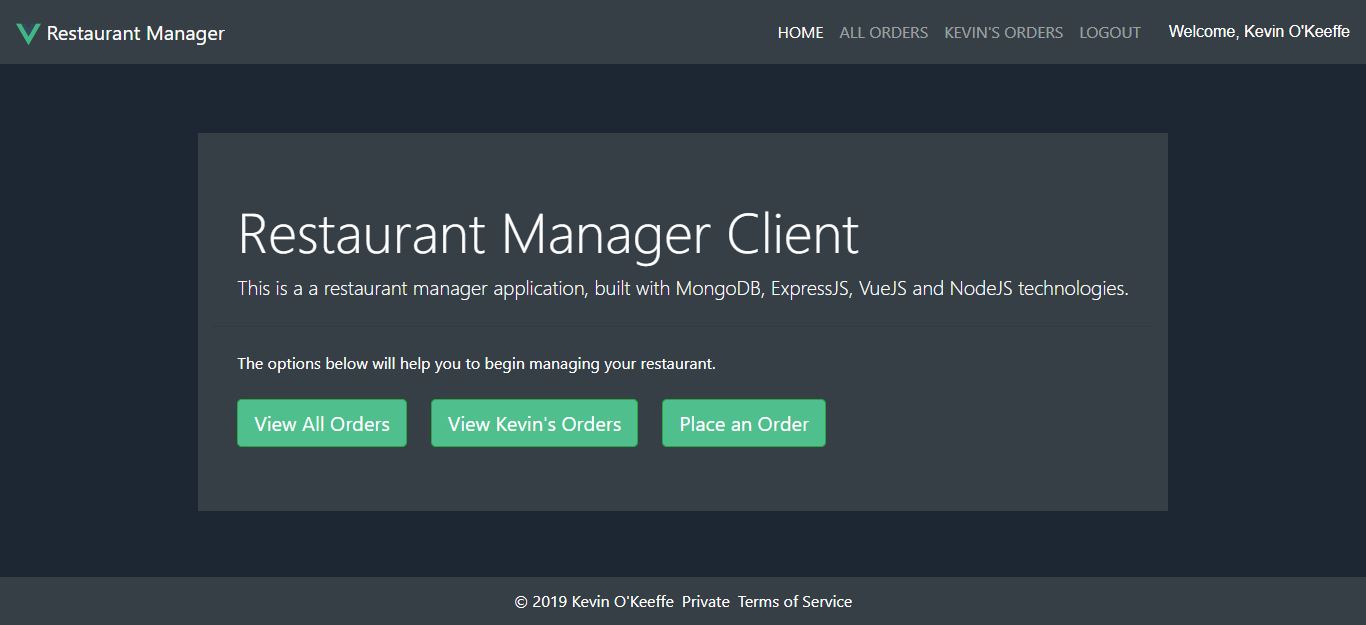 Restaurant Manager
HOME ALL ORDERS KEVIN'S ORDERS LOGOUT Welcome, Kevin O'Keeffe
Restaurant Manager Client
This is a a restaurant manager application, built with MongoDB, ExpressJS, VueJS and NodeJS technologies.
The options below will help you to begin managing your restaurant.
View All Orders View Kevin's Orders Place an Order
© 2019 Kevin O'Keeffe Private Terms of Service